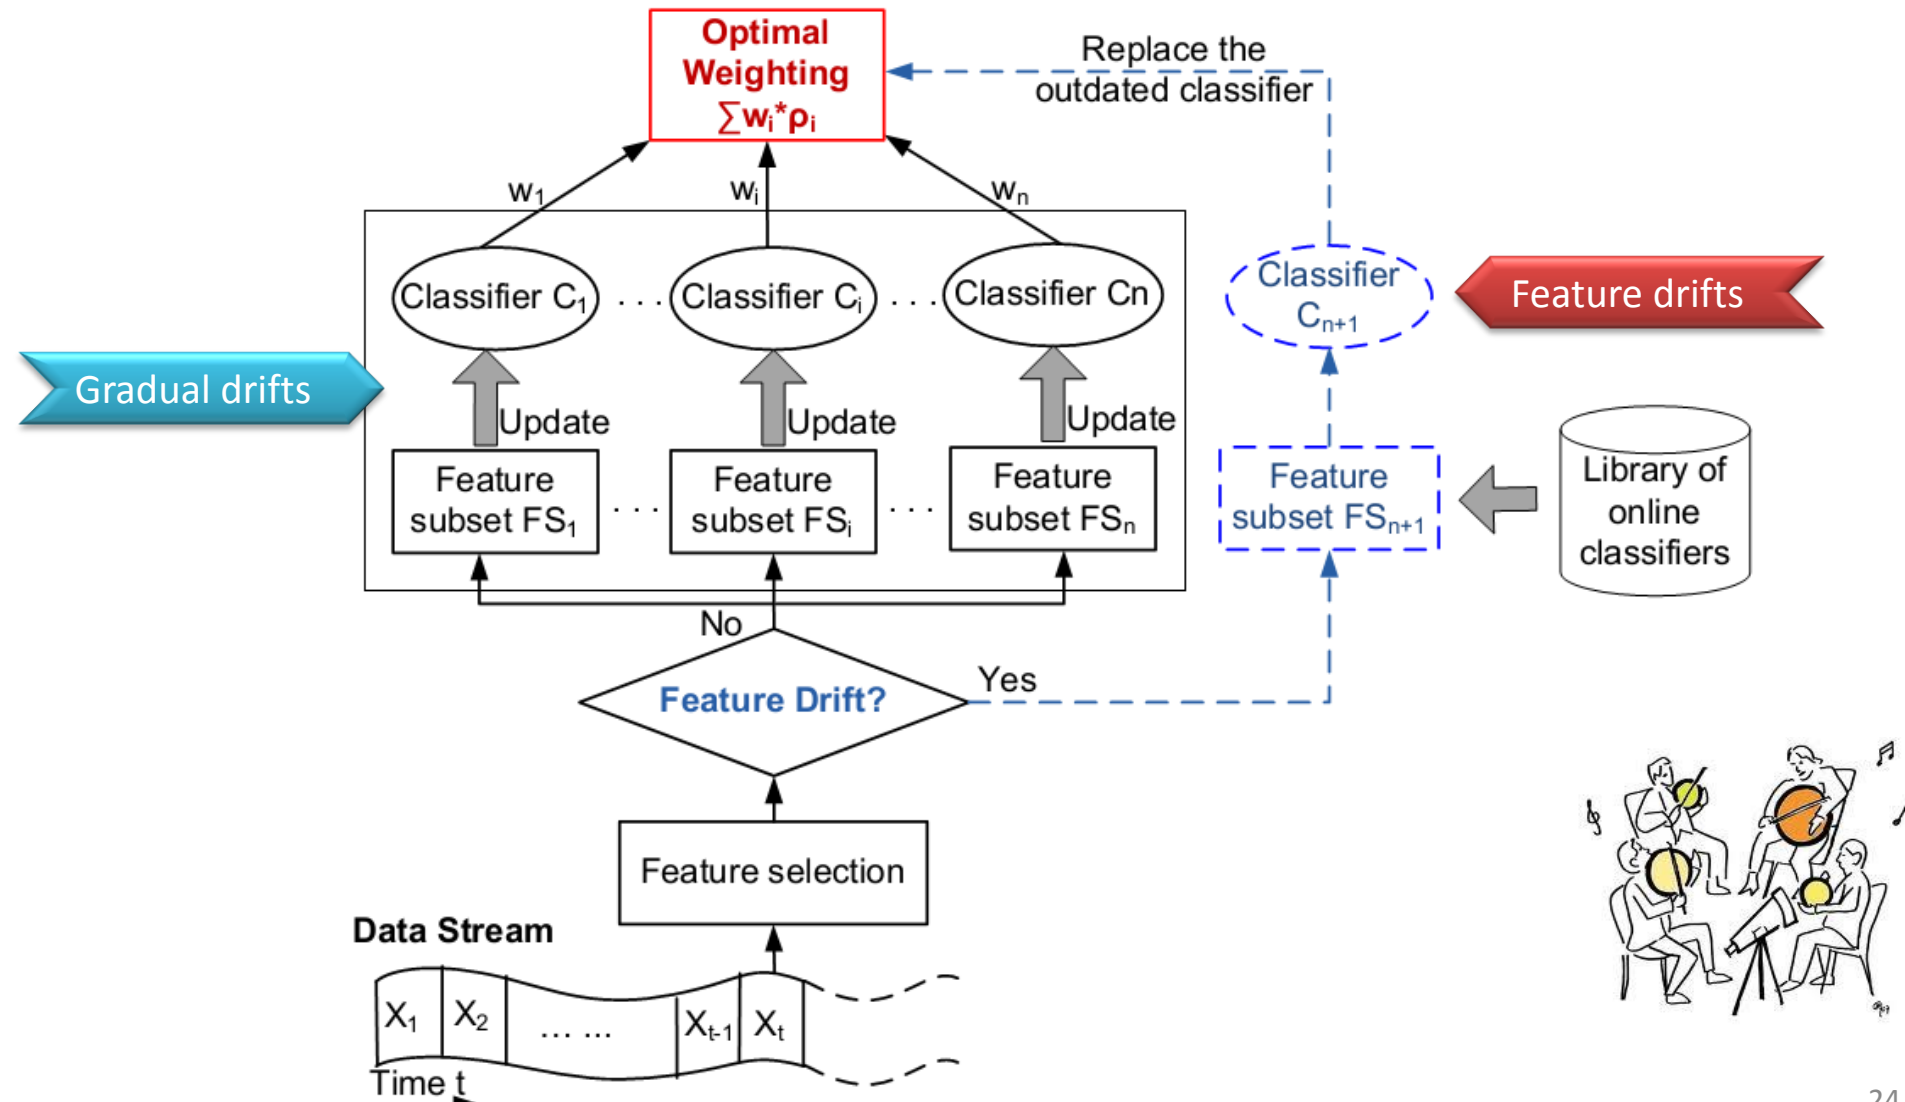 Optimal
Weighting
∑wᵢ*ρᵢ
Replace the
outdated classifier
w₁
wᵢ
wₙ
Classifier C₁
. . .
Classifier Cᵢ
. . .
Classifier Cn
Classifier
Cₙ₊₁
Feature drifts
Gradual drifts
Update
Update
Update
Feature
subset FS₁
. . .
Feature
subset FSᵢ
. . .
Feature
subset FSₙ
Feature
subset FSₙ₊₁
Library of
online
classifiers
No
Feature Drift?
Yes
Feature selection
Data Stream
X₁
X₂
... ...
Xₜ₋₁
Xₜ
Time t
24